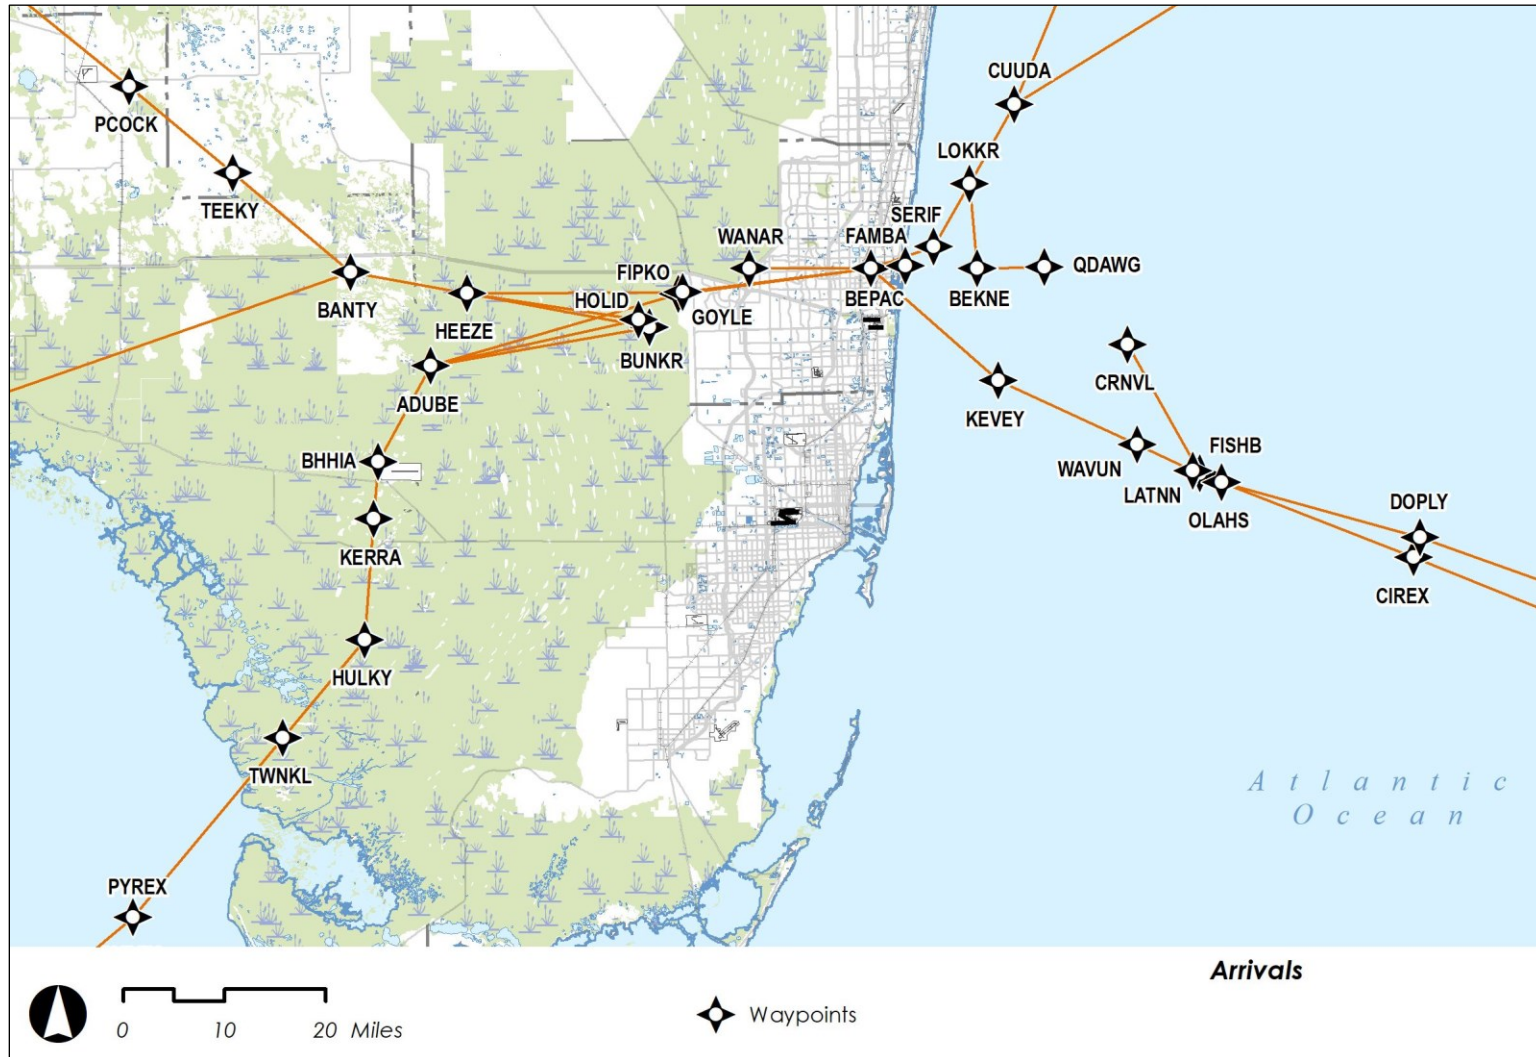 CUUDA
PCOCK
LOKKR
TEEKY
SERIF
WANAR
FAMBA
FIPKO
QDAWG
HOLID
BANTY
HEEZE
GOYLE
BEPAC
BEKNE
BUNKR
CRNVL
ADUBE
KEVEY
FISHB
BHHIA
WAVUN
LATNN
DOPLY
OLAHS
KERRA
CIREX
HULKY
TWNKL
Atlantic
Ocean
PYREX
Arrivals
0 10 20 Miles
Waypoints